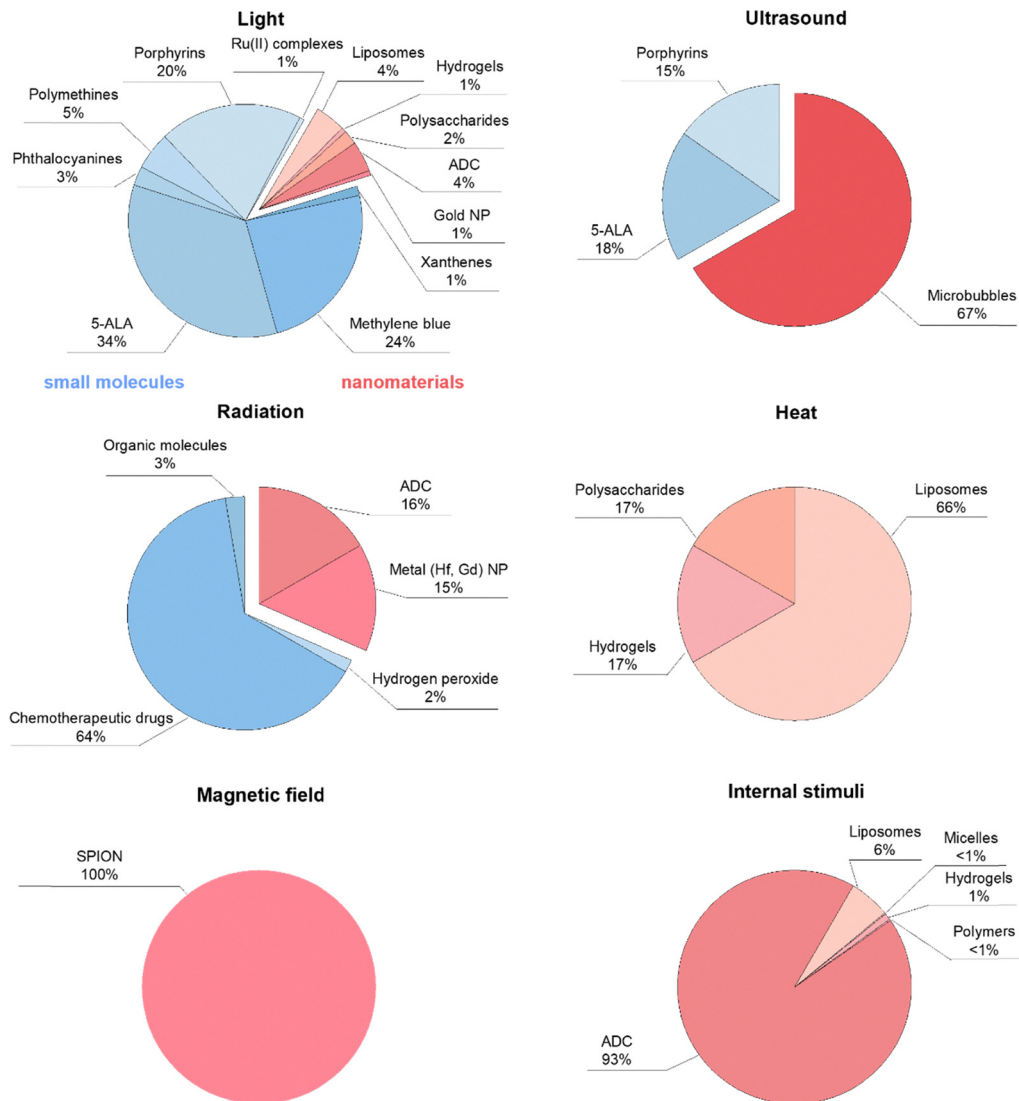 Light
Ru(II) complexes
1%
Porphyrins
20%
Liposomes
4%
Hydrogels
1%
Polymethines
5%
Polysaccharides
2%
Phthalocyanines
3%
ADC
4%
Gold NP
1%
Xanthenes
1%
5-ALA
34%
Methylene blue
24%
small molecules
nanomaterials
Ultrasound
Porphyrins
15%
5-ALA
18%
Microbubbles
67%
Radiation
Organic molecules
3%
ADC
16%
Metal (Hf, Gd) NP
15%
Hydrogen peroxide
2%
Chemotherapeutic drugs
64%
Heat
Polysaccharides
17%
Liposomes
66%
Hydrogels
17%
Magnetic field
SPION
100%
Internal stimuli
Liposomes
6%
Micelles
<1%
Hydrogels
1%
Polymers
<1%
ADC
93%